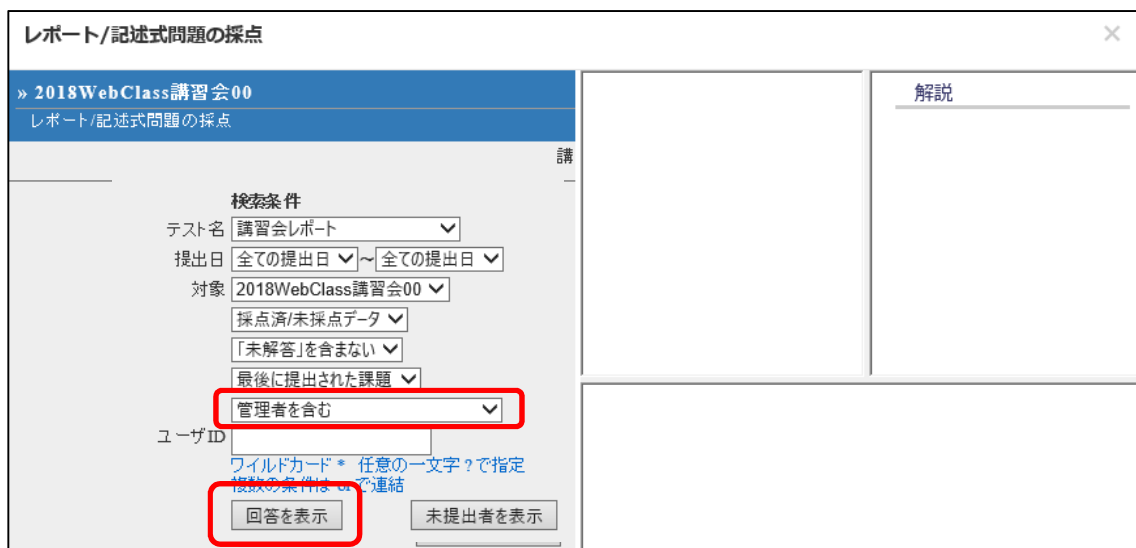 レポート/記述式問題の採点
» 2018WebClass講習会00
レポート/記述式問題の採点
講
検索条件
テスト名 講習会レポート
提出日 全ての提出日 ~ 全ての提出日
対象 2018WebClass講習会00
採点済/未採点データ
「未解答」を含まない
最後に提出された課題
管理者を含む
ユーザID
ワイルドカード * 任意の一文字 ? で指定
複数の条件は or で連結
回答を表示 未提出者を表示
解説